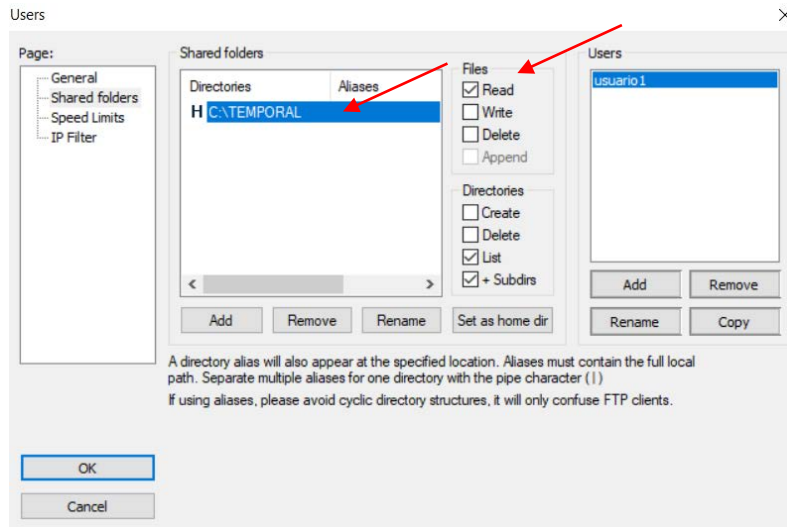 Users
Page:
General
Shared folders
Speed Limits
IP Filter
OK
Cancel
Shared folders
Directories Aliases
H C:\TEMPORAL
Add Remove Rename Set as home dir
Files
Read
Write
Delete
Append
Directories
Create
Delete
List
+ Subdirs
Users
usuario1
Add Remove
Rename Copy
A directory alias will also appear at the specified location. Aliases must contain the full local
path. Separate multiple aliases for one directory with the pipe character (|)
If using aliases, please avoid cyclic directory structures, it will only confuse FTP clients.